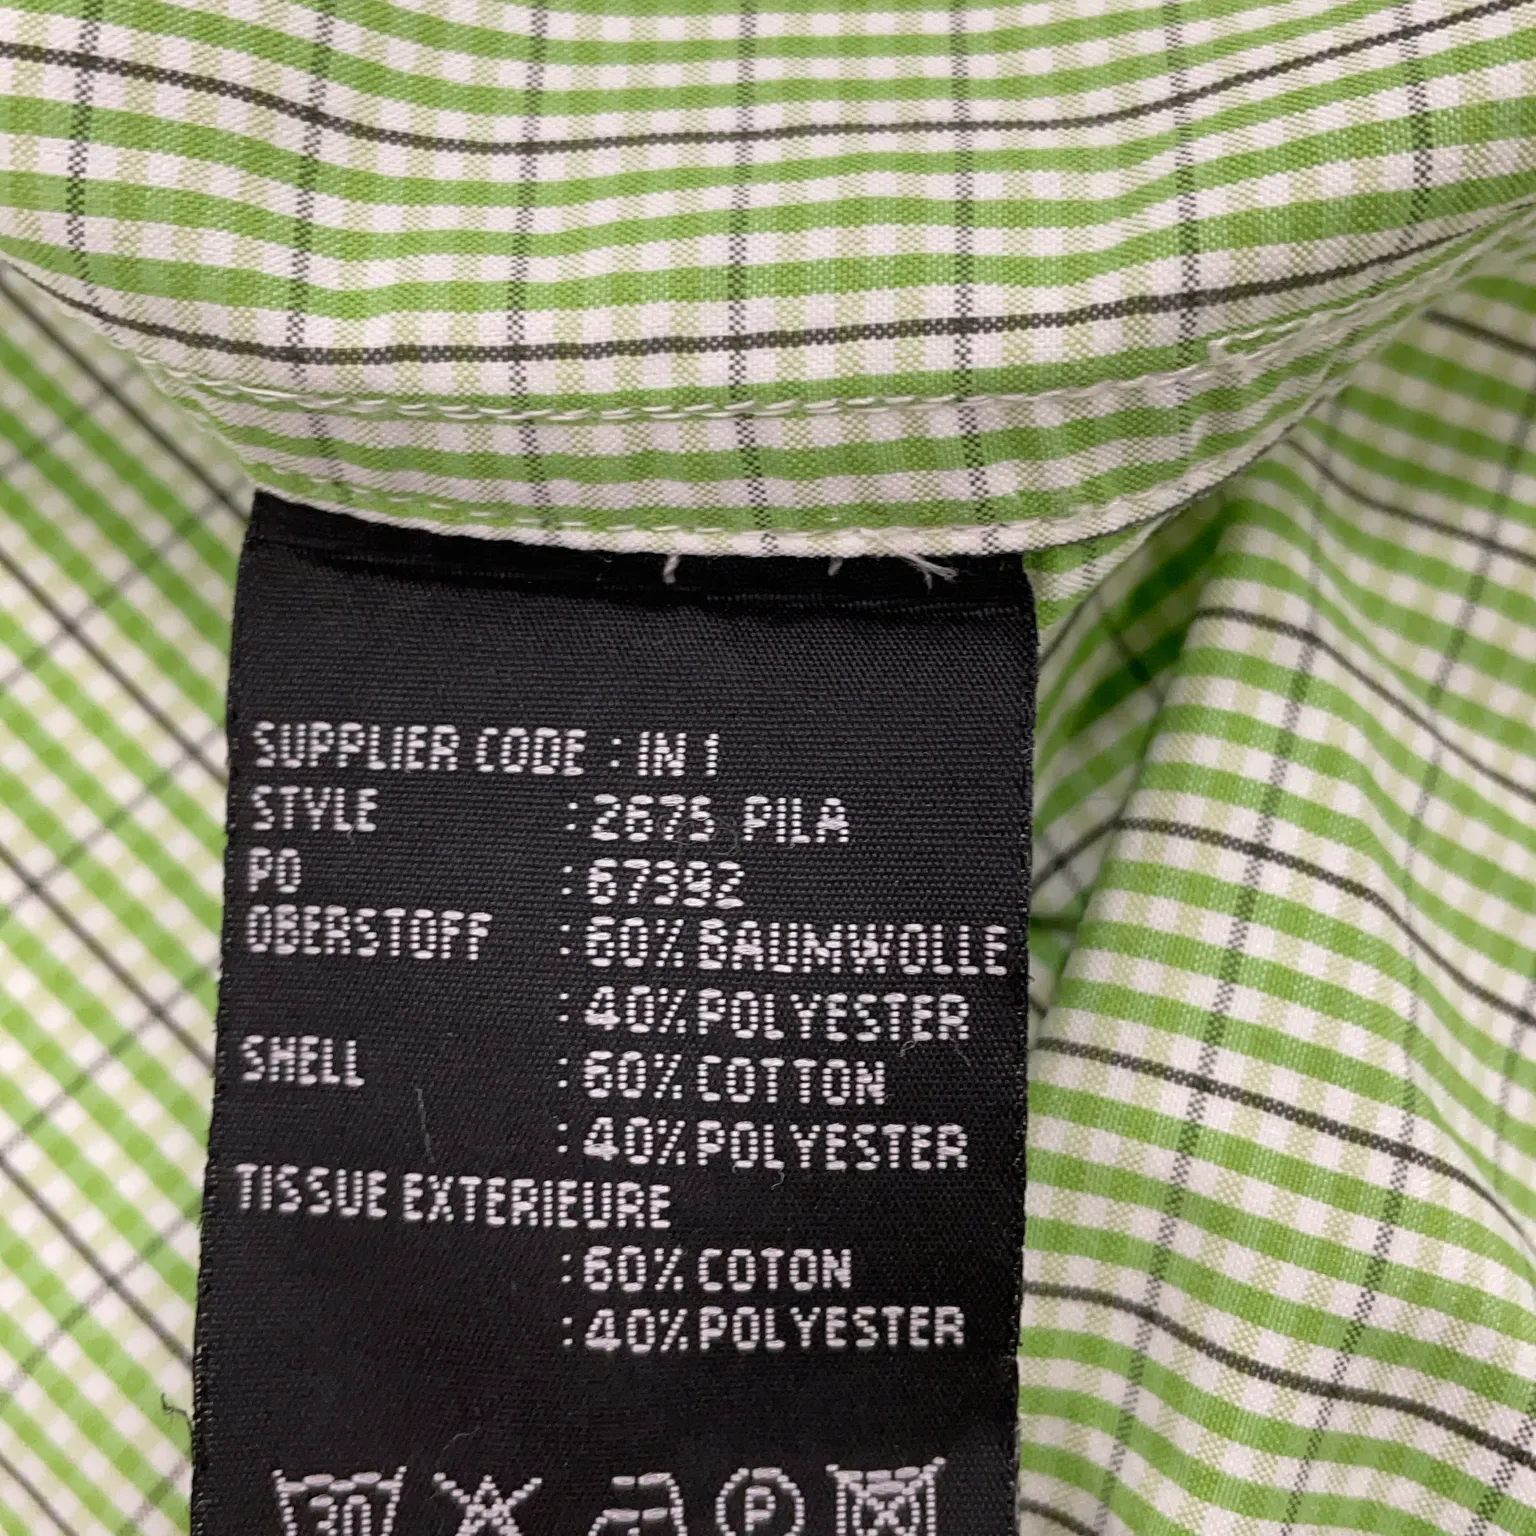 SUPPLIER CODE : IN 1
STYLE : 2675 PILA
PO : 67392
OBERSTOFF : 60% BAUMWOLLE
: 40% POLYESTER
SHELL : 60% COTTON
: 40% POLYESTER
TISSUE EXTERIEURE
: 60% COTON
: 40% POLYESTER
30 P